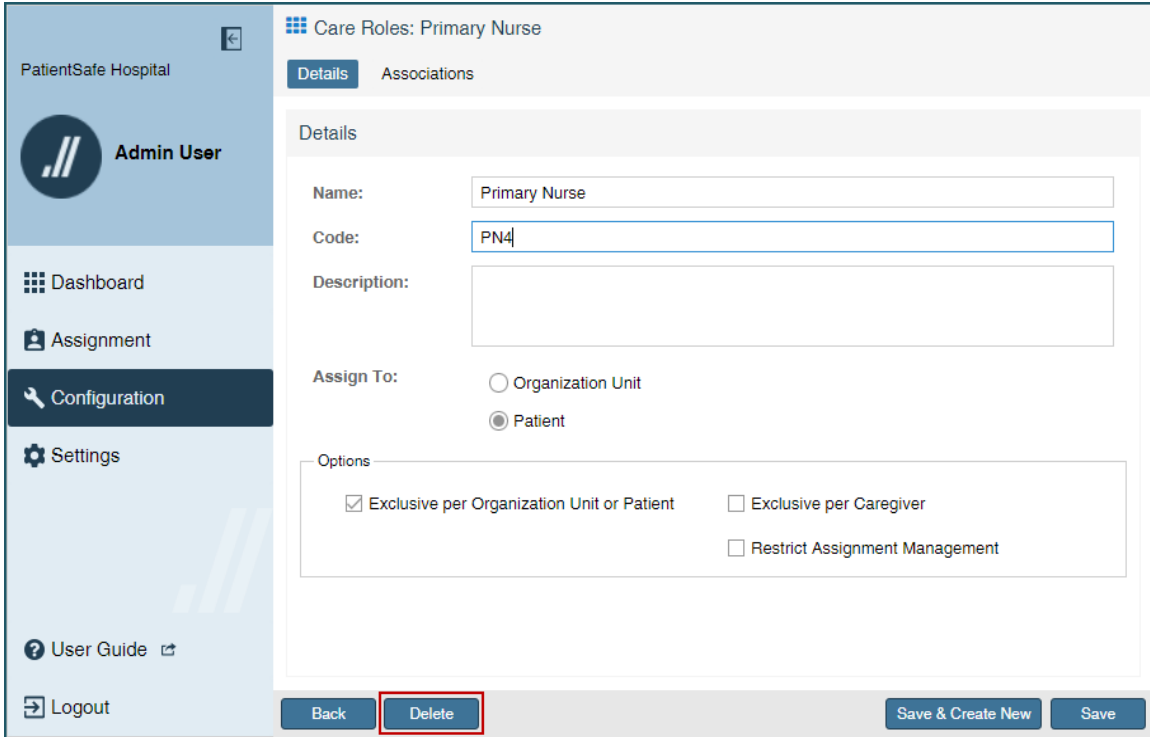 PatientSafe Hospital
Admin User
Dashboard
Assignment
Configuration
Settings
User Guide
Logout
Care Roles: Primary Nurse
Details Associations
Details
Name: Primary Nurse
Code: PN4
Description:
Assign To: Organization Unit
Patient
Options
Exclusive per Organization Unit or Patient Exclusive per Caregiver
Restrict Assignment Management
Back Delete Save & Create New Save